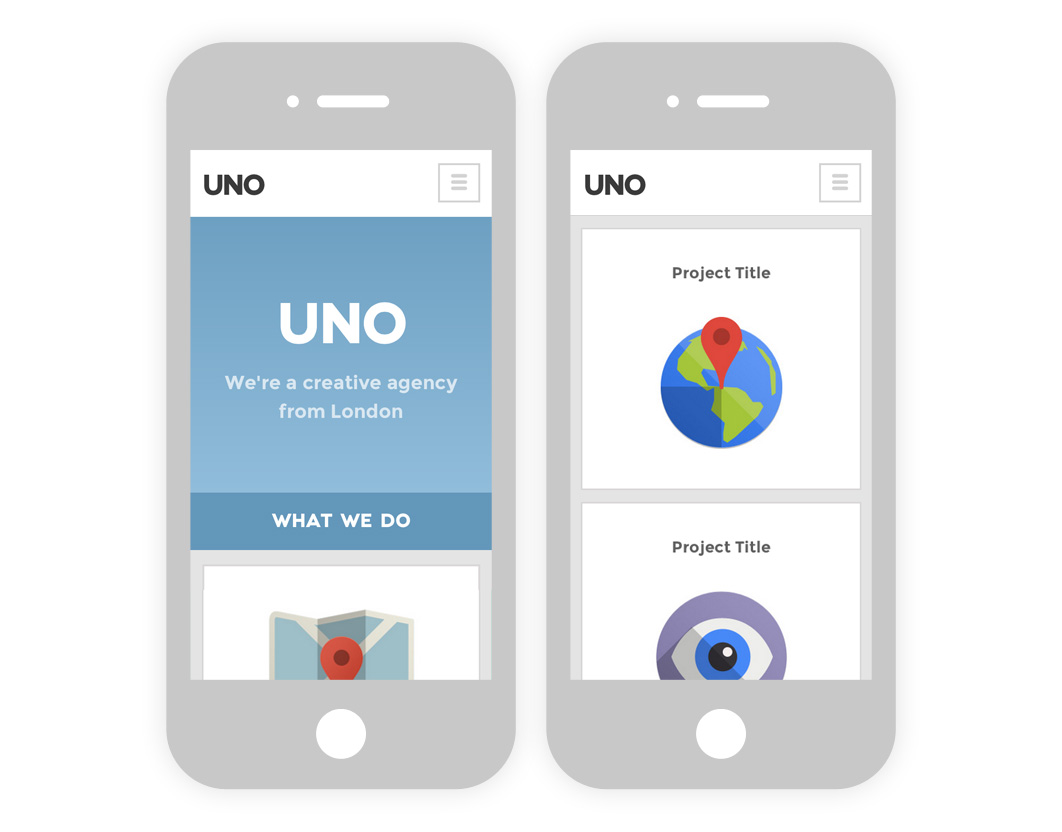 UNO
UNO
We're a creative agency
from London
WHAT WE DO
UNO
Project Title
Project Title